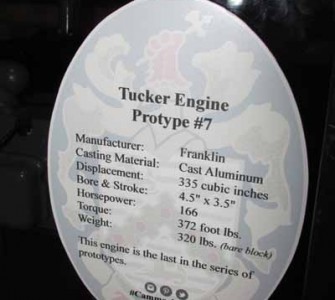 Tucker Engine
Protype #7
Manufacturer: Franklin
Casting Material: Cast Aluminum
Displacement: 335 cubic inches
Bore & Stroke: 4.5" x 3.5"
Horsepower: 166
Torque: 372 foot lbs.
Weight: 320 lbs. (bare block)
This engine is the last in the series of
prototypes.